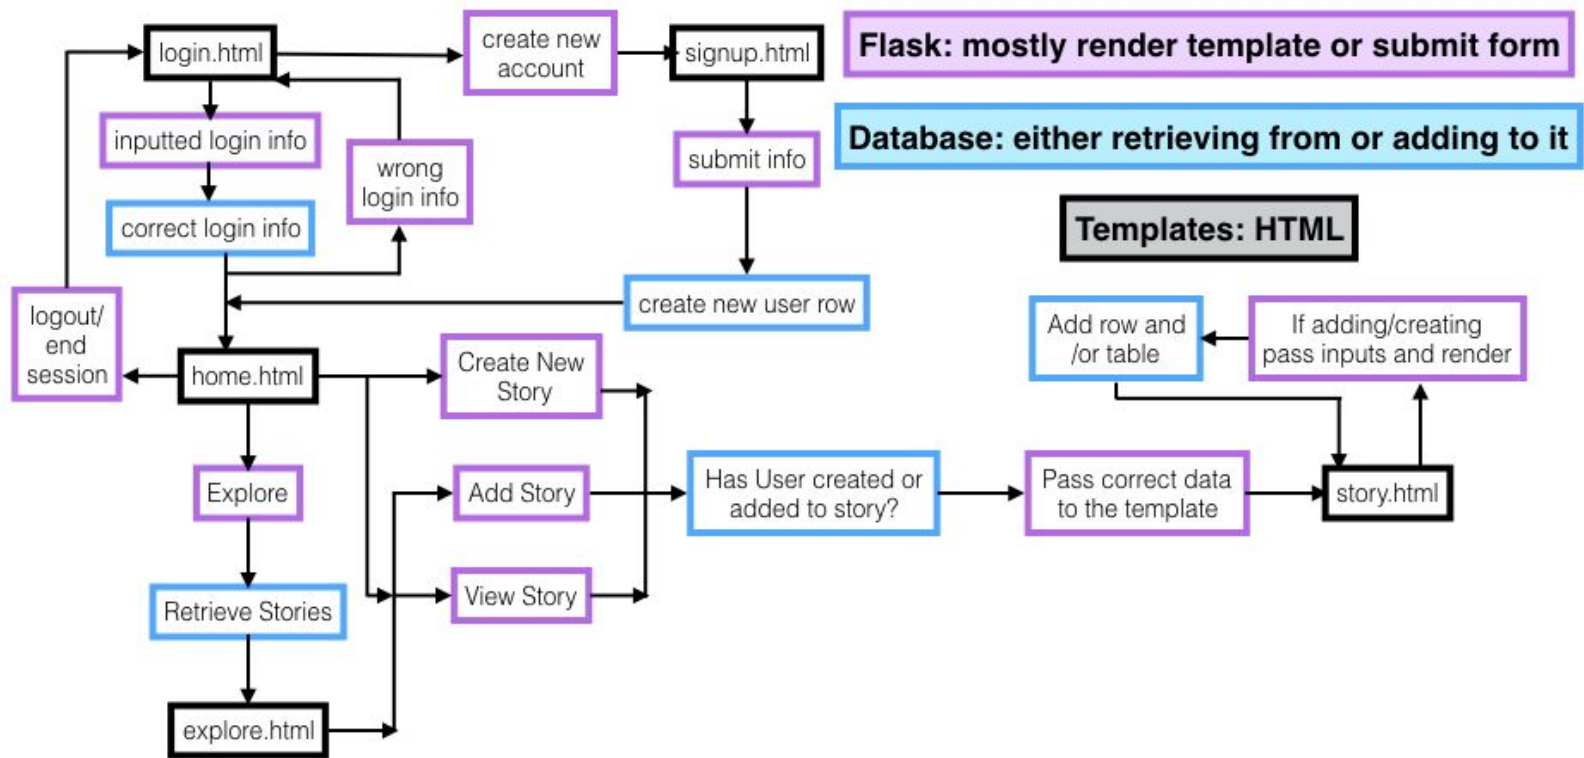 login.html
create new
account
signup.html
Flask: mostly render template or submit form
inputted login info
wrong
login info
submit info
Database: either retrieving from or adding to it
correct login info
Templates: HTML
logout/
end
session
create new user row
Add row and
/or table
If adding/creating
pass inputs and render
home.html
Create New
Story
Explore
Add Story
Has User created or
added to story?
Pass correct data
to the template
story.html
Retrieve Stories
View Story
explore.html